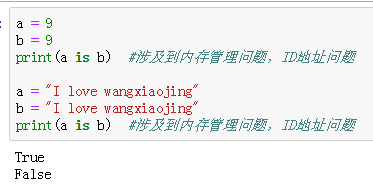 a = 9
b = 9
print(a is b)  #涉及到内存管理问题, ID地址问题
a = "I love wangxiaojing"
b = "I love wangxiaojing"
print(a is b)  #涉及到内存管理问题, ID地址问题
True
False